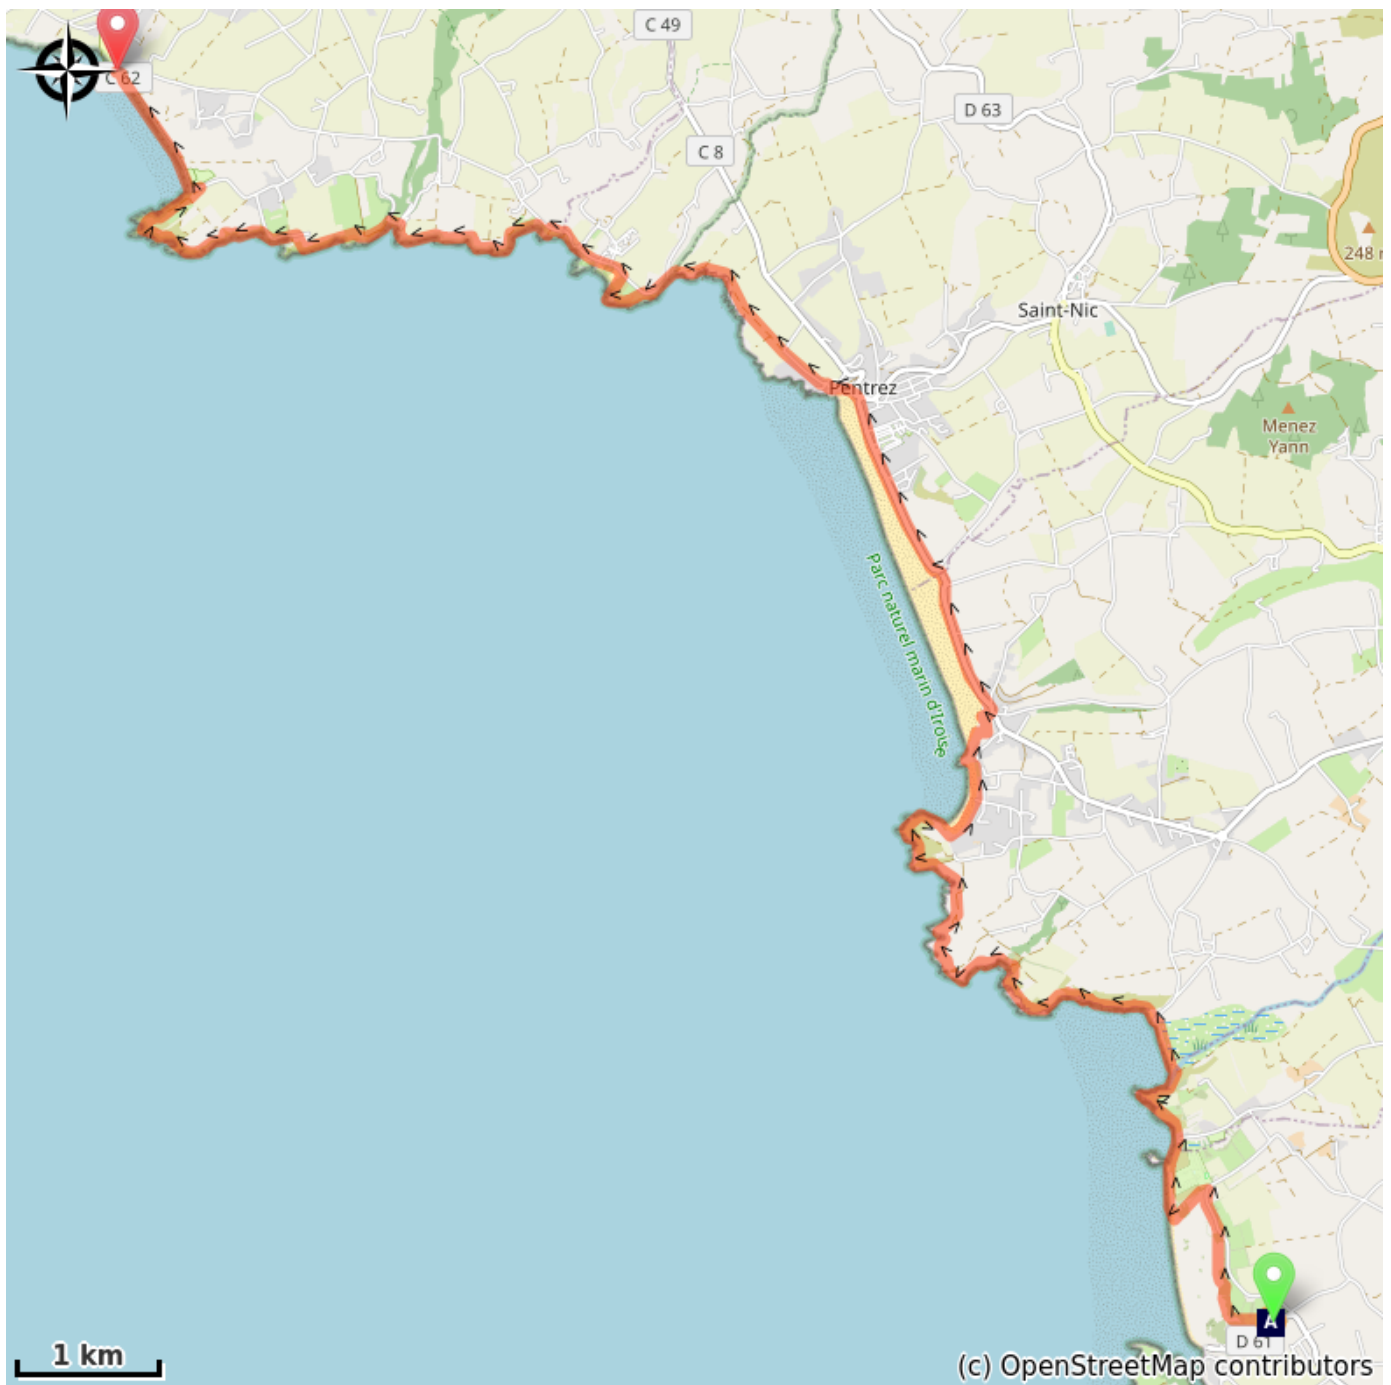 C 49
C 62
D 63
C 8
248
Saint-Nic
Pentrez
Menez
Yann
Parc naturel marin d'Iroise
A
D 61
1 km
(c) OpenStreetMap contributors